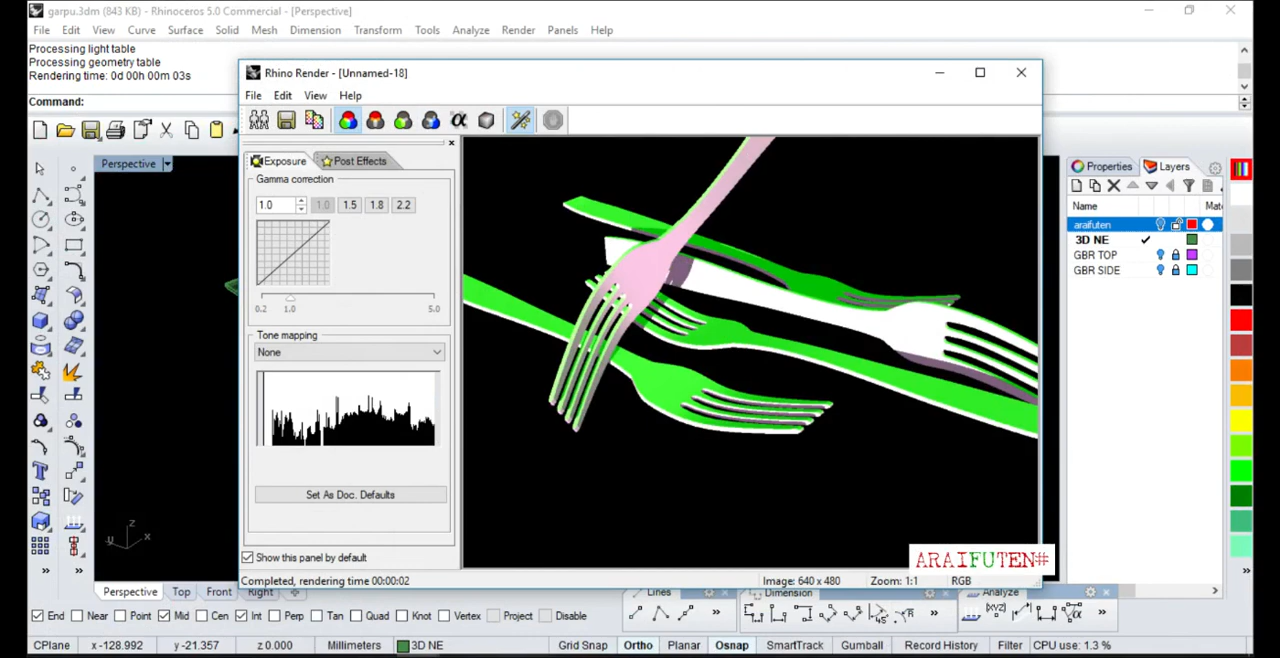 garpu.3dm (843 KB) - Rhinoceros 5.0 Commercial - [Perspective]
File Edit View Curve Surface Solid Mesh Dimension Transform Tools Analyze Render Panels Help
Processing light table
Processing geometry table
Rendering time: 0d 00h 00m 03s
Command:
Rhino Render - [Unnamed-18]
File Edit View Help
Perspective
Exposure Post Effects
Gamma correction
1.0 1.0 1.5 1.8 2.2
0.2 1.0 5.0
Tone mapping
None
Set As Doc. Defaults
Show this panel by default
Completed, rendering time 00:00:02 Image: 640 x 480 Zoom: 1:1 RGB
ARAIFUTEN#
Properties Layers
Name Mat
araifuten
3D NE
GBR TOP
GBR SIDE
z
y x
Perspective Top Front Right
Lines Dimension Analyze
End Near Point Mid Cen Int Perp Tan Quad Knot Vertex Project Disable
CPlane x -128.992 y -21.357 z 0.000 Millimeters 3D NE Grid Snap Ortho Planar Osnap SmartTrack Gumball Record History Filter CPU use: 1.3 %